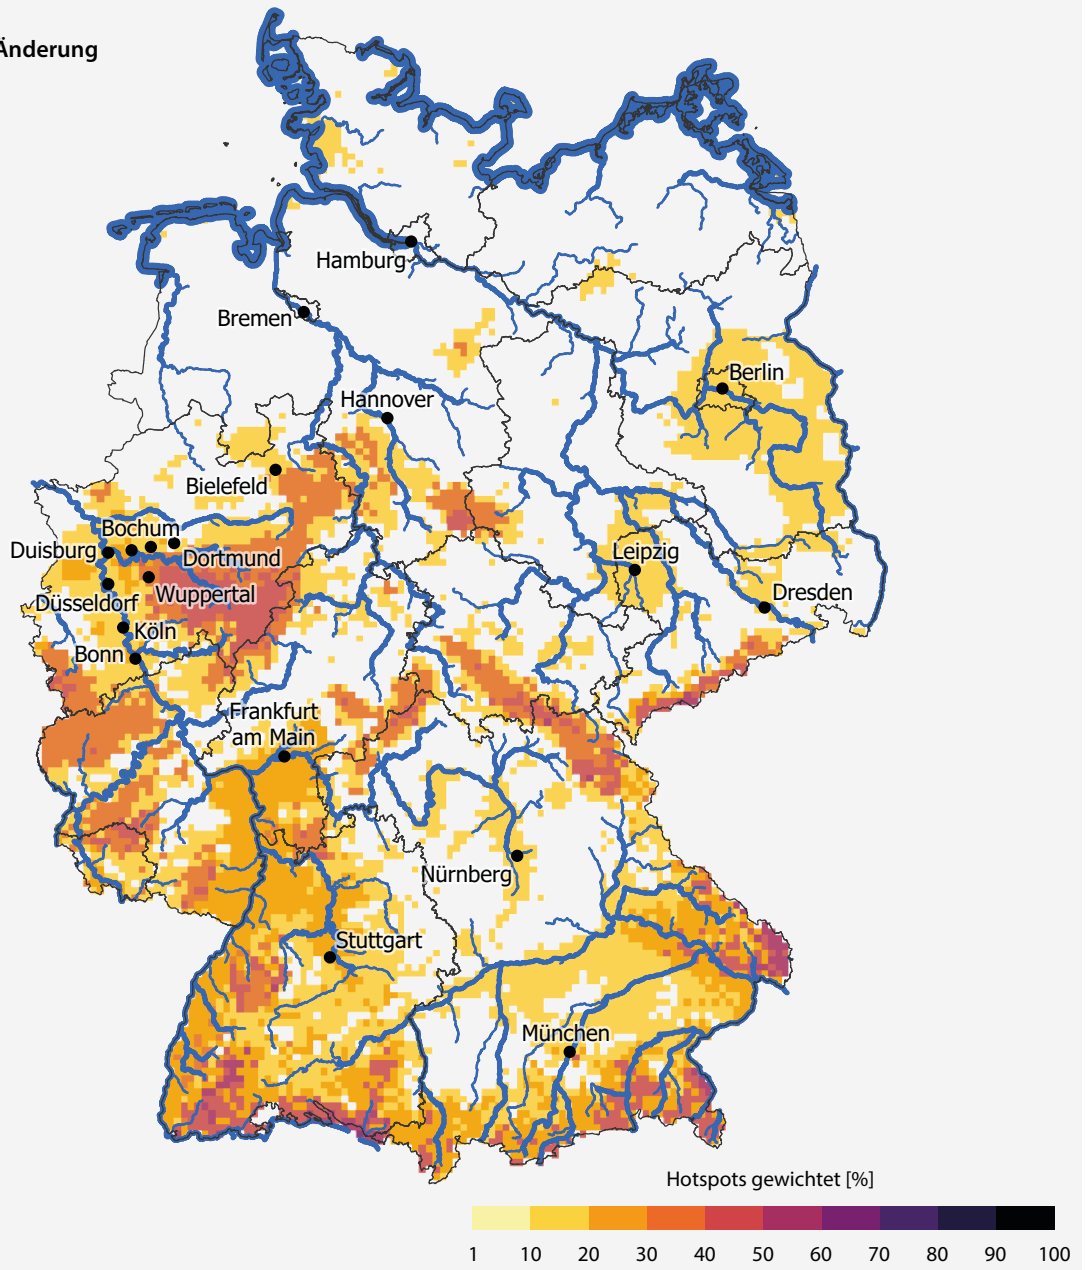 Änderung
Hamburg
Bremen
Berlin
Hannover
Bielefeld
Bochum
Duisburg
Dortmund
Leipzig
Wuppertal
Düsseldorf
Dresden
Köln
Bonn
Frankfurt
am Main
Nürnberg
Stuttgart
München
Hotspots gewichtet [%]
1 10 20 30 40 50 60 70 80 90 100